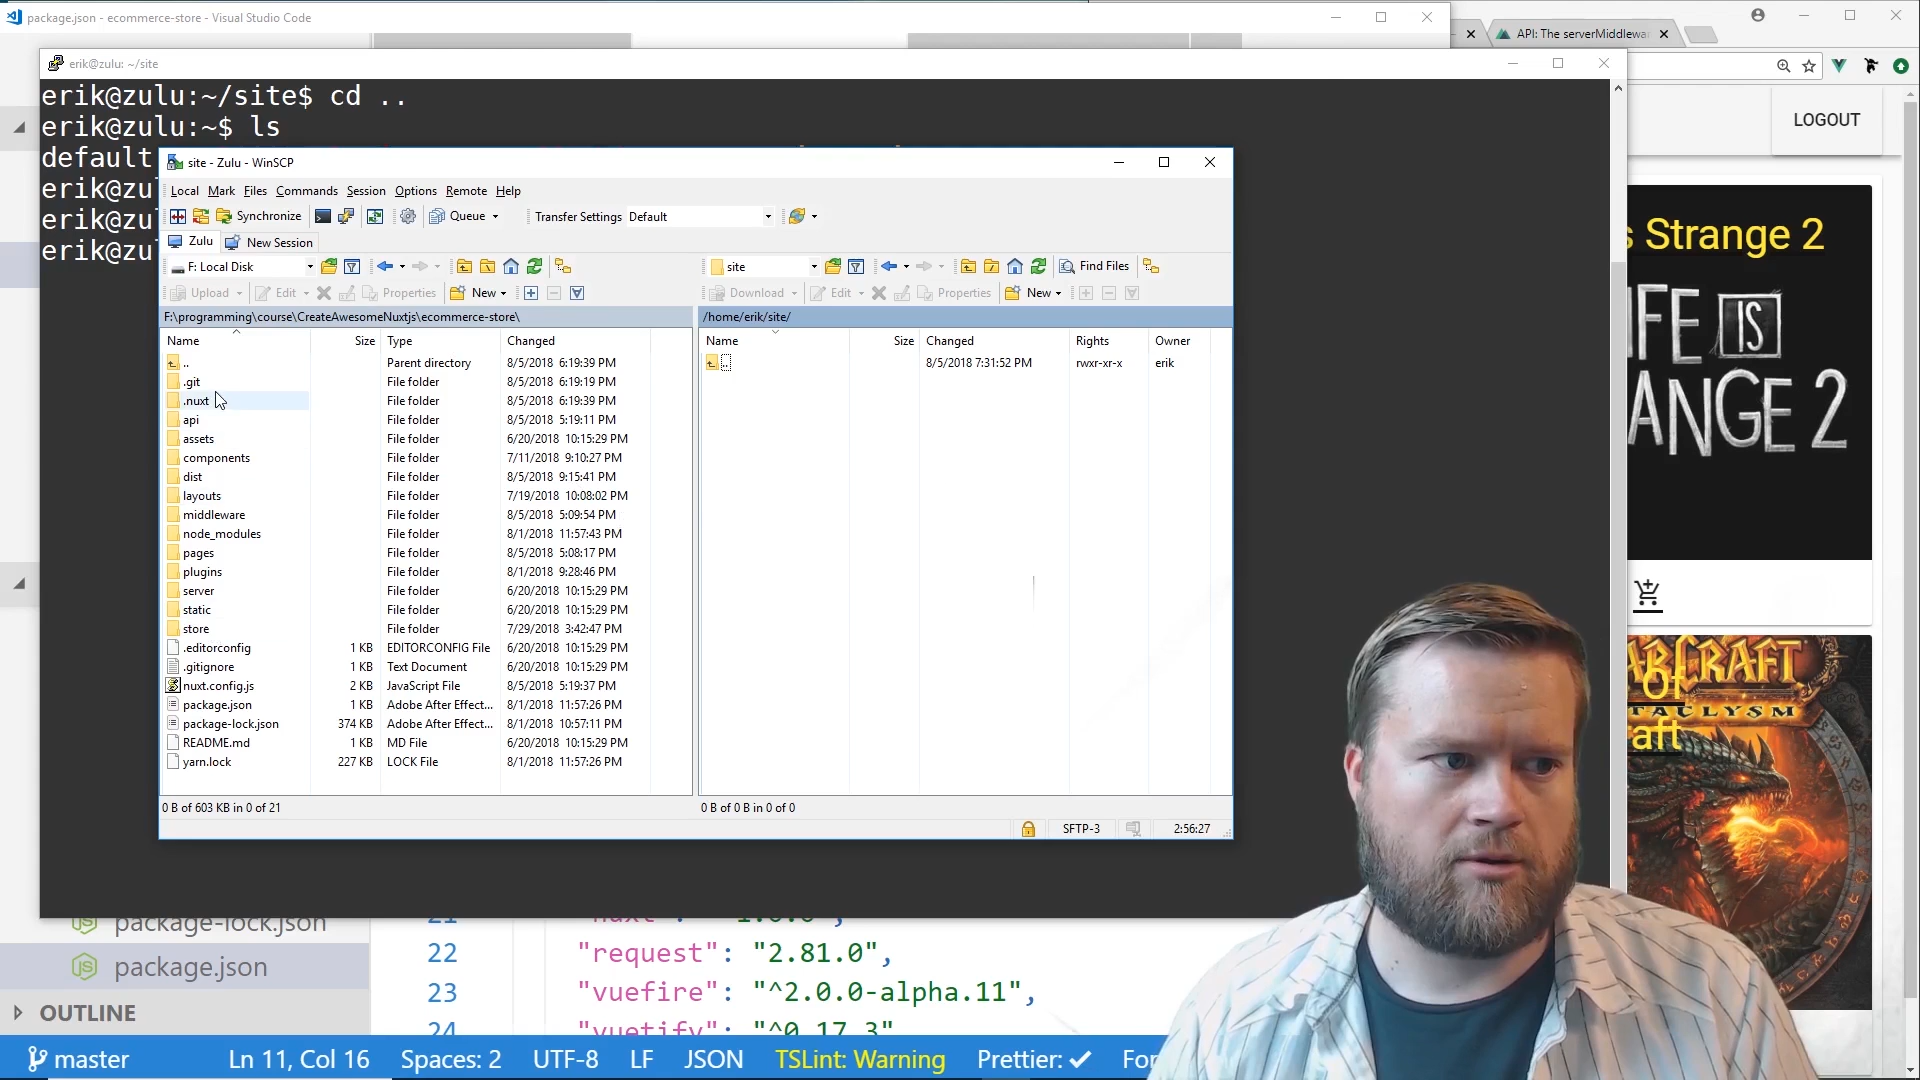 package.json - ecommerce-store - Visual Studio Code
API: The serverMiddlewa
erik@zulu: ~/site
erik@zulu:~/site$ cd ..
erik@zulu:~$ ls
default
erik@zu
erik@zu
erik@zu
LOGOUT
s Strange 2
IFE IS
RANGE 2
site - Zulu - WinSCP
Local Mark Files Commands Session Options Remote Help
Synchronize Queue Transfer Settings Default
Zulu New Session
F: Local Disk
site Find Files
Upload Edit Properties New
Download Edit Properties New
F:\programming\course\CreateAwesomeNuxtjs\ecommerce-store\
/home/erik/site/
Name Size Type Changed
Name Size Changed Rights Owner
.. Parent directory 8/5/2018 6:19:39 PM
.. 8/5/2018 7:31:52 PM rwxr-xr-x erik
.git File folder 8/5/2018 6:19:19 PM
.nuxt File folder 8/5/2018 6:19:39 PM
api File folder 8/5/2018 5:19:11 PM
assets File folder 6/20/2018 10:15:29 PM
components File folder 7/11/2018 9:10:27 PM
dist File folder 8/5/2018 9:15:41 PM
layouts File folder 7/19/2018 10:08:02 PM
middleware File folder 8/5/2018 5:09:54 PM
node_modules File folder 8/1/2018 11:57:43 PM
pages File folder 8/5/2018 5:08:17 PM
plugins File folder 8/1/2018 9:28:46 PM
server File folder 6/20/2018 10:15:29 PM
static File folder 6/20/2018 10:15:29 PM
store File folder 7/29/2018 3:42:47 PM
.editorconfig 1 KB EDITORCONFIG File 6/20/2018 10:15:29 PM
.gitignore 1 KB Text Document 6/20/2018 10:15:29 PM
nuxt.config.js 2 KB JavaScript File 8/5/2018 5:19:37 PM
package.json 1 KB Adobe After Effect... 8/1/2018 11:57:26 PM
package-lock.json 374 KB Adobe After Effect... 8/1/2018 10:57:11 PM
README.md 1 KB MD File 6/20/2018 10:15:29 PM
yarn.lock 227 KB LOCK File 8/1/2018 11:57:26 PM
0 B of 603 KB in 0 of 21
0 B of 0 B in 0 of 0
SFTP-3 2:56:27
ARCRAFT
Of
TACLYSM
aft
package-lock.json
package.json
OUTLINE
22 "request": "2.81.0",
23 "vuefire": "^2.0.0-alpha.11",
24 "vuetify": "^0.17.3"
master Ln 11, Col 16 Spaces: 2 UTF-8 LF JSON TSLint: Warning Prettier: ✓ For